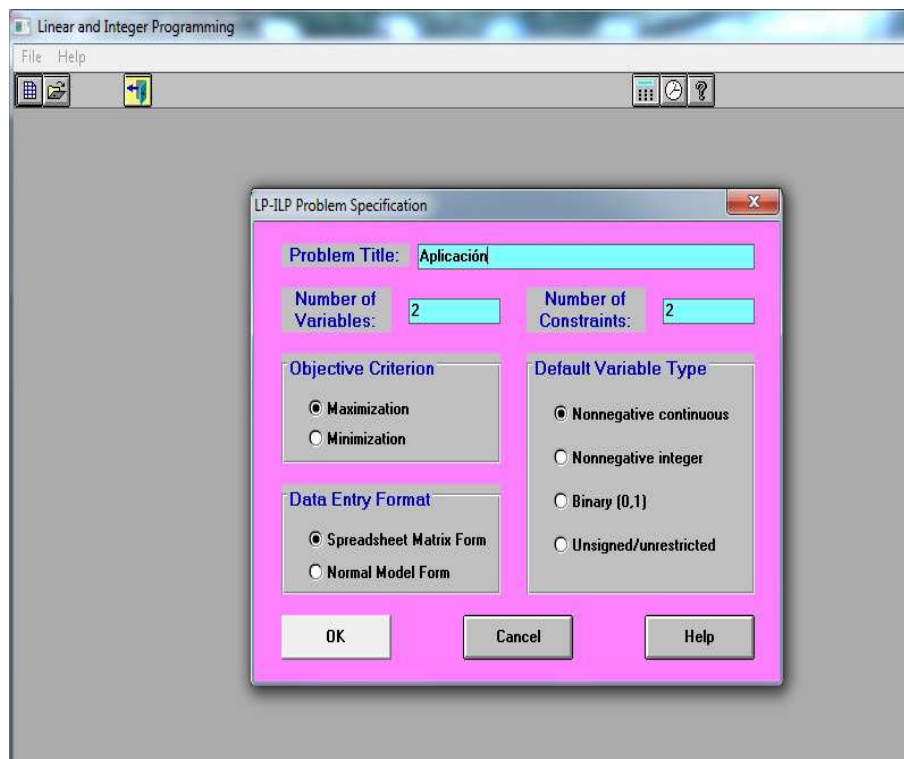 Linear and Integer Programming
File Help
LP-ILP Problem Specification
Problem Title: Aplicación
Number of
Variables: 2
Number of
Constraints: 2
Objective Criterion
Maximization
Minimization
Default Variable Type
Nonnegative continuous
Nonnegative integer
Binary (0,1)
Unsigned/unrestricted
Data Entry Format
Spreadsheet Matrix Form
Normal Model Form
OK Cancel Help